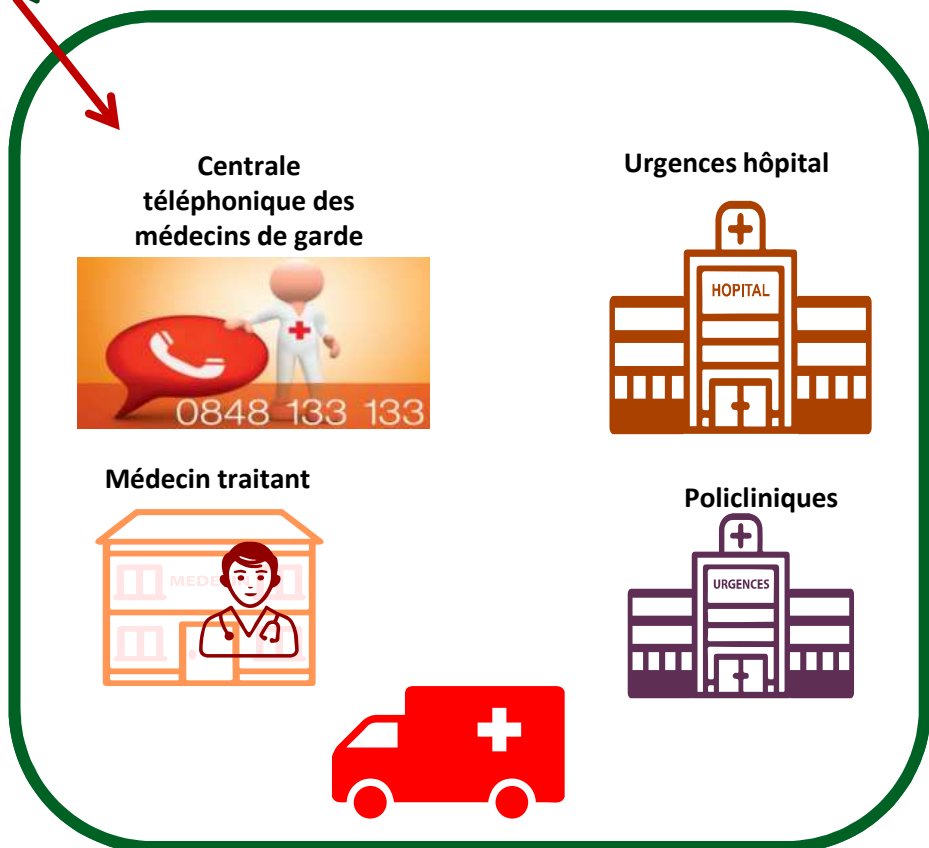 Centrale
téléphonique des
médecins de garde
0848 133 133
Urgences hôpital
HOPITAL
Médecin traitant
Policliniques
URGENCES